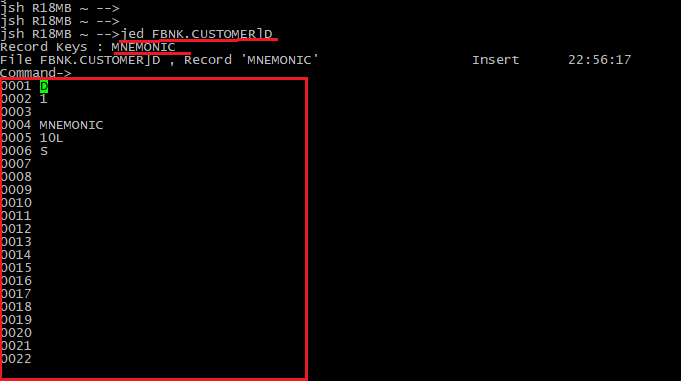 jsh R18MB ~ -->
jsh R18MB ~ -->
jsh R18MB ~ -->jed FBNK.CUSTOMER]D
Record Keys : MNEMONIC
File FBNK.CUSTOMER]D , Record 'MNEMONIC' Insert 22:56:17
Command->
0001 D
0002 1
0003
0004 MNEMONIC
0005 10L
0006 S
0007
0008
0009
0010
0011
0012
0013
0014
0015
0016
0017
0018
0019
0020
0021
0022